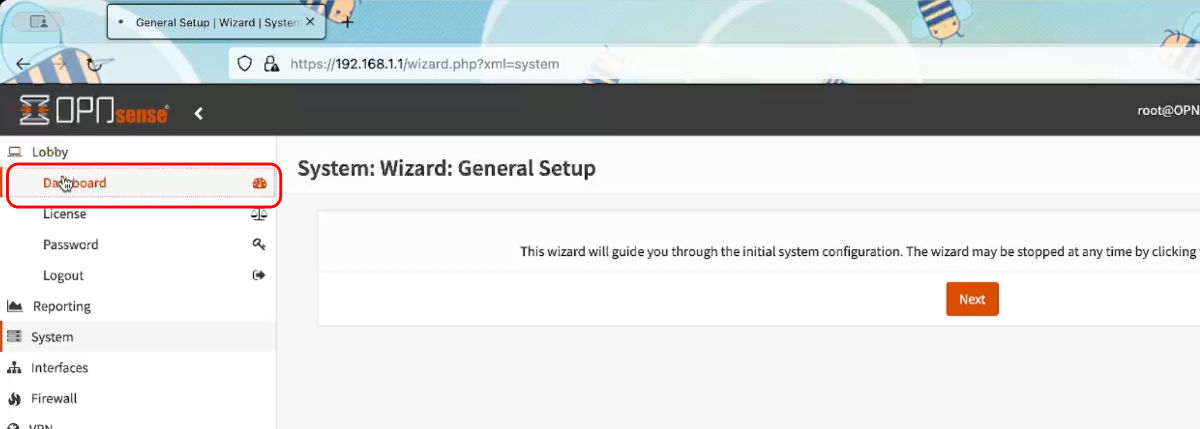 General Setup | Wizard | System
https://192.168.1.1/wizard.php?xml=system
OPNsense
root@OPN
Lobby
Dashboard
License
Password
Logout
Reporting
System
Interfaces
Firewall
VPN
System: Wizard: General Setup
This wizard will guide you through the initial system configuration. The wizard may be stopped at any time by clicking
Next